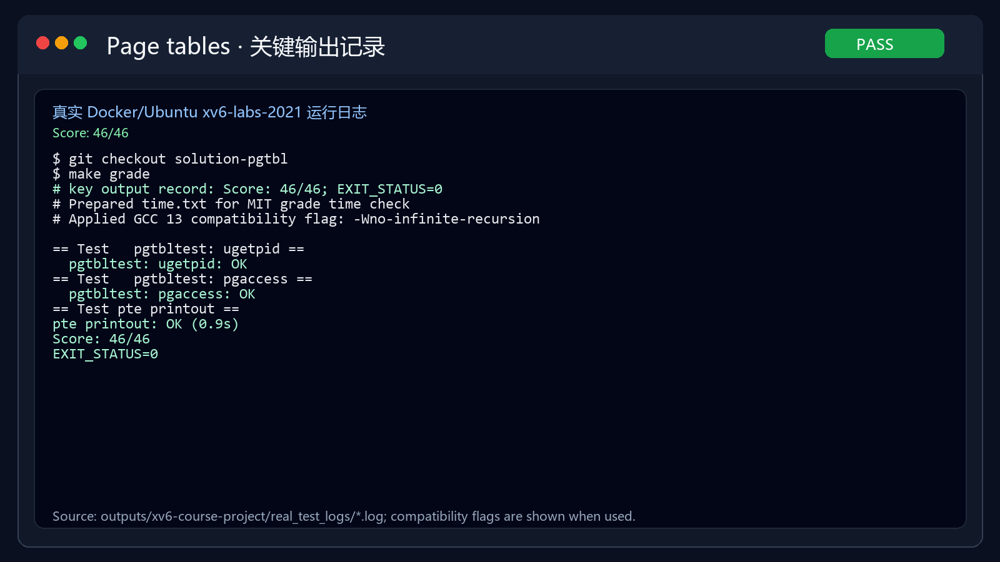 Page tables · 关键输出记录
PASS
真实 Docker/Ubuntu xv6-labs-2021 运行日志
Score: 46/46
$ git checkout solution-pgtbl
$ make grade
# key output record: Score: 46/46; EXIT_STATUS=0
# Prepared time.txt for MIT grade time check
# Applied GCC 13 compatibility flag: -Wno-infinite-recursion
== Test   pgtbltest: ugetpid ==
  pgtbltest: ugetpid: OK
== Test   pgtbltest: pgaccess ==
  pgtbltest: pgaccess: OK
== Test pte printout ==
pte printout: OK (0.9s)
Score: 46/46
EXIT_STATUS=0
Source: outputs/xv6-course-project/real_test_logs/*.log; compatibility flags are shown when used.